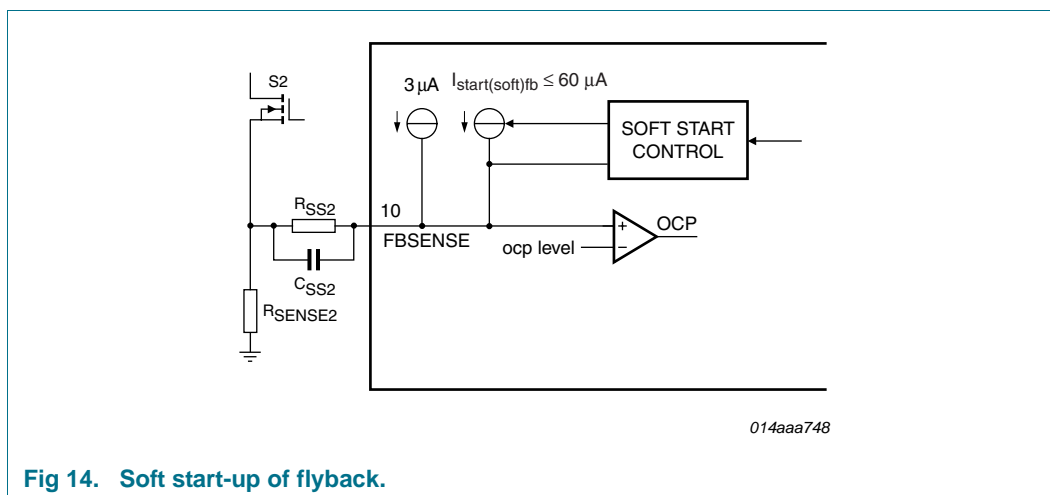 S2
3 μA
Istart(soft)fb ≤ 60 μA
SOFT START
CONTROL
RSS2
10
FBSENSE
CSS2
RSENSE2
+
OCP
ocp level
−
014aaa748
Fig 14. Soft start-up of flyback.